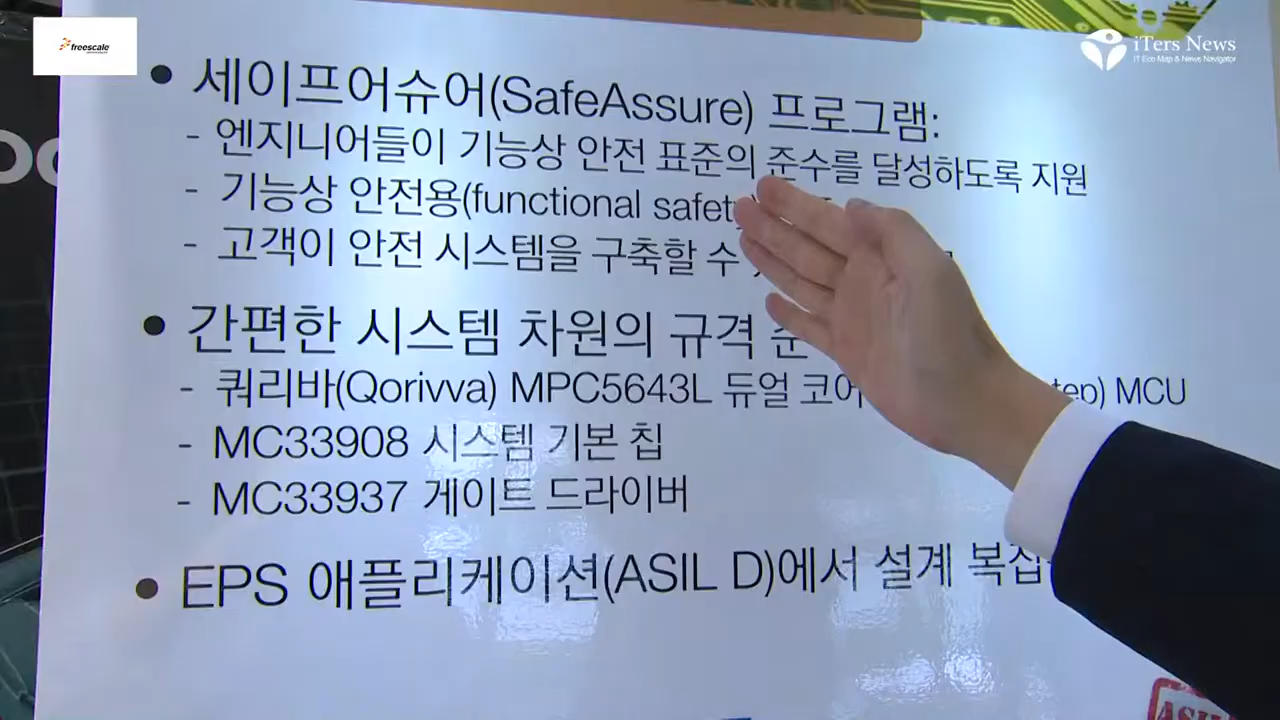 freescale
iTers News
IT Eco Map & News Navigator
• 세이프어슈어(SafeAssure) 프로그램:
- 엔지니어들이 기능상 안전 표준의 준수를 달성하도록 지원
- 기능상 안전용(functional safety)
- 고객이 안전 시스템을 구축할 수
• 간편한 시스템 차원의 규격
- 쿼리바(Qorivva) MPC5643L 듀얼 코어 MCU
- MC33908 시스템 기본 칩
- MC33937 게이트 드라이버
• EPS 애플리케이션(ASIL D)에서 설계
ASIL